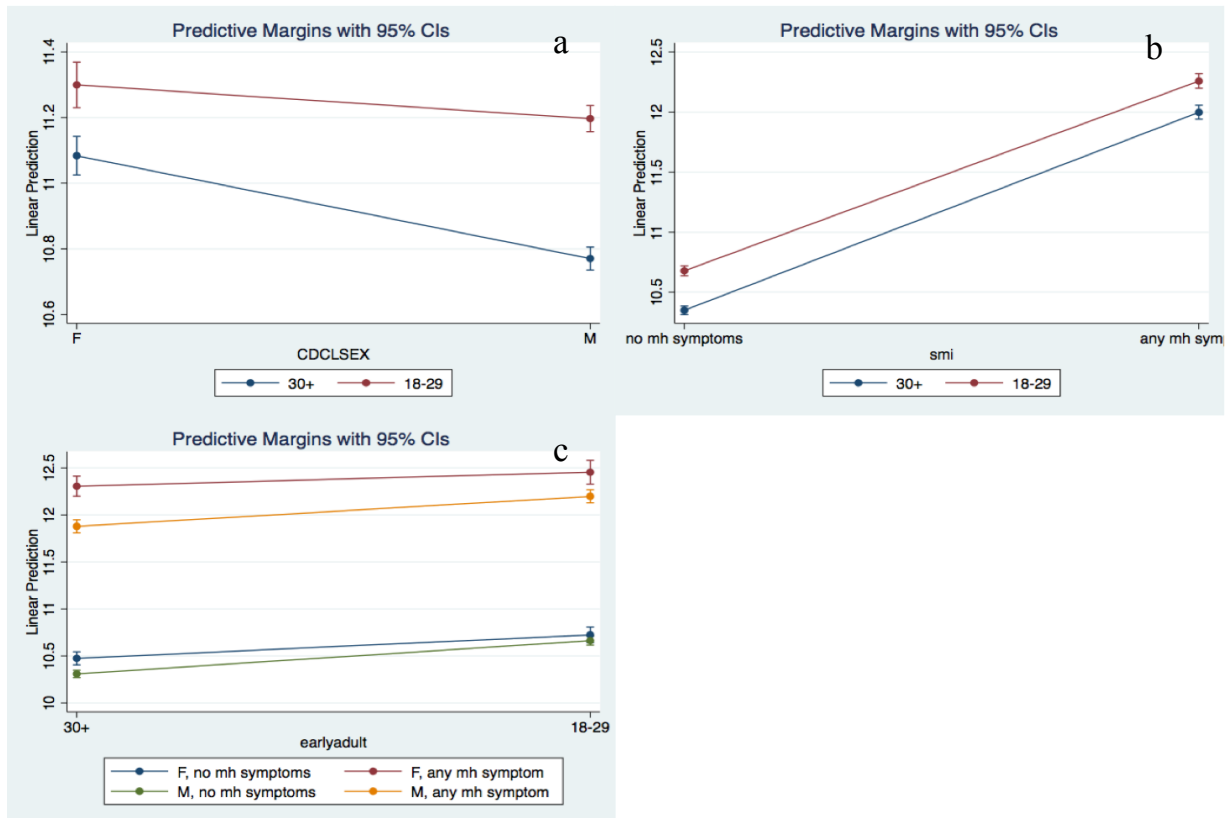 Predictive Margins with 95% CIs
a
Linear Prediction
11.4
11.2
11
10.8
10.6
F
M
CDCLSEX
30+
18-29
Predictive Margins with 95% CIs
b
Linear Prediction
12.5
12
11.5
11
10.5
no mh symptoms
any mh symp
smi
30+
18-29
Predictive Margins with 95% CIs
c
Linear Prediction
12.5
12
11.5
11
10.5
10
30+
18-29
earlyadult
F, no mh symptoms
F, any mh symptom
M, no mh symptoms
M, any mh symptom